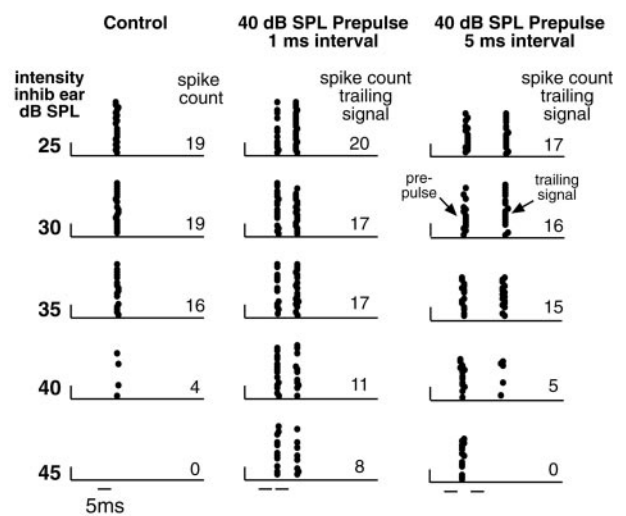 Control
40 dB SPL Prepulse
1 ms interval
40 dB SPL Prepulse
5 ms interval
intensity
inhib ear
dB SPL
spike
count
spike count
trailing
signal
spike count
trailing
signal
25 19 20 17
pre-
pulse
trailing
signal
30 19 17 16
35 16 17 15
40 4 11 5
45 0 8 0
5ms